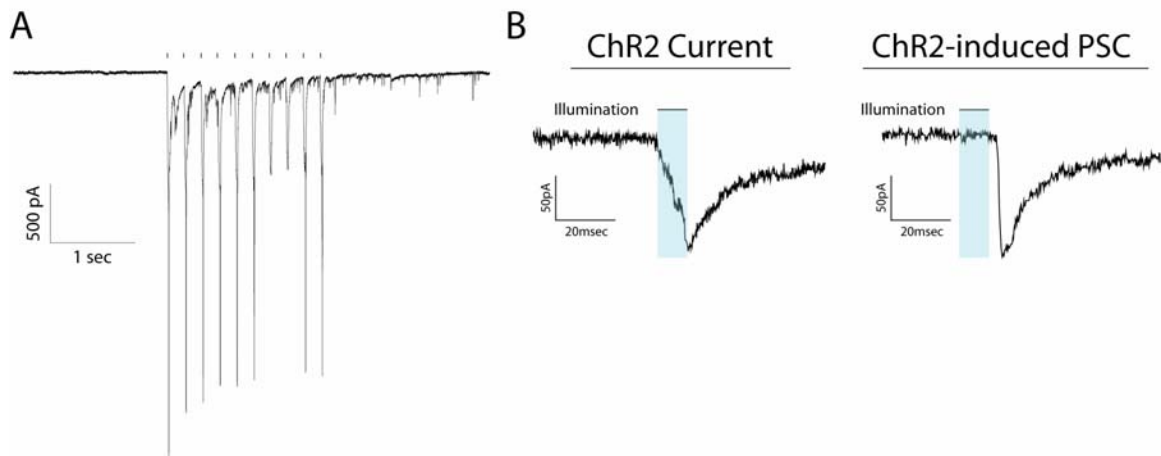 A
500 pA
1 sec
B
ChR2 Current
Illumination
50pA
20msec
ChR2-induced PSC
Illumination
50pA
20msec